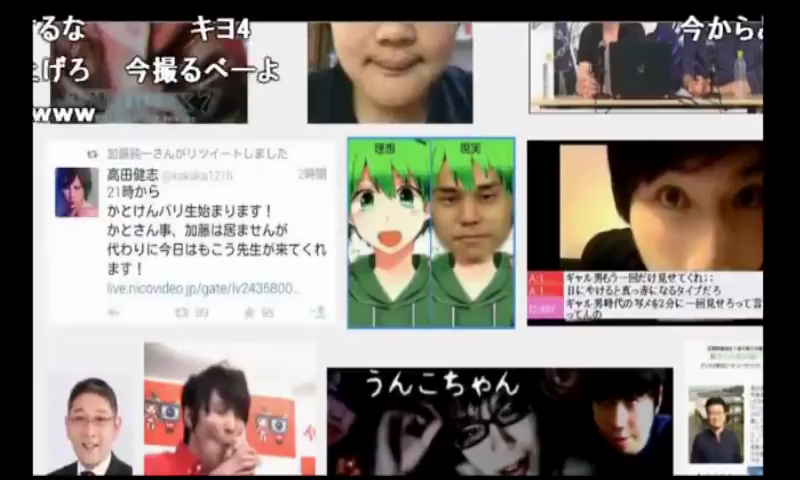 るな
キヨ4
今から
上げろ
今撮るべーよ
www
加藤純一さんがリツイートしました
高田健志
2時間
21時から
かとけんバリ生始まります！
かとさん事、加藤は居ませんが
代わりに今日はもこう先生が来てくれ
ます！
live.nicovideo.jp/gate/lv2435800...
89
95
理想
現実
A:1 ギャル男もう一回だけ見せてくれ；；
A:1 日にやけると真っ赤になるタイプだろ
ギャル男時代の写メを2分に一回見せろって言
ってんの
うんこちゃん